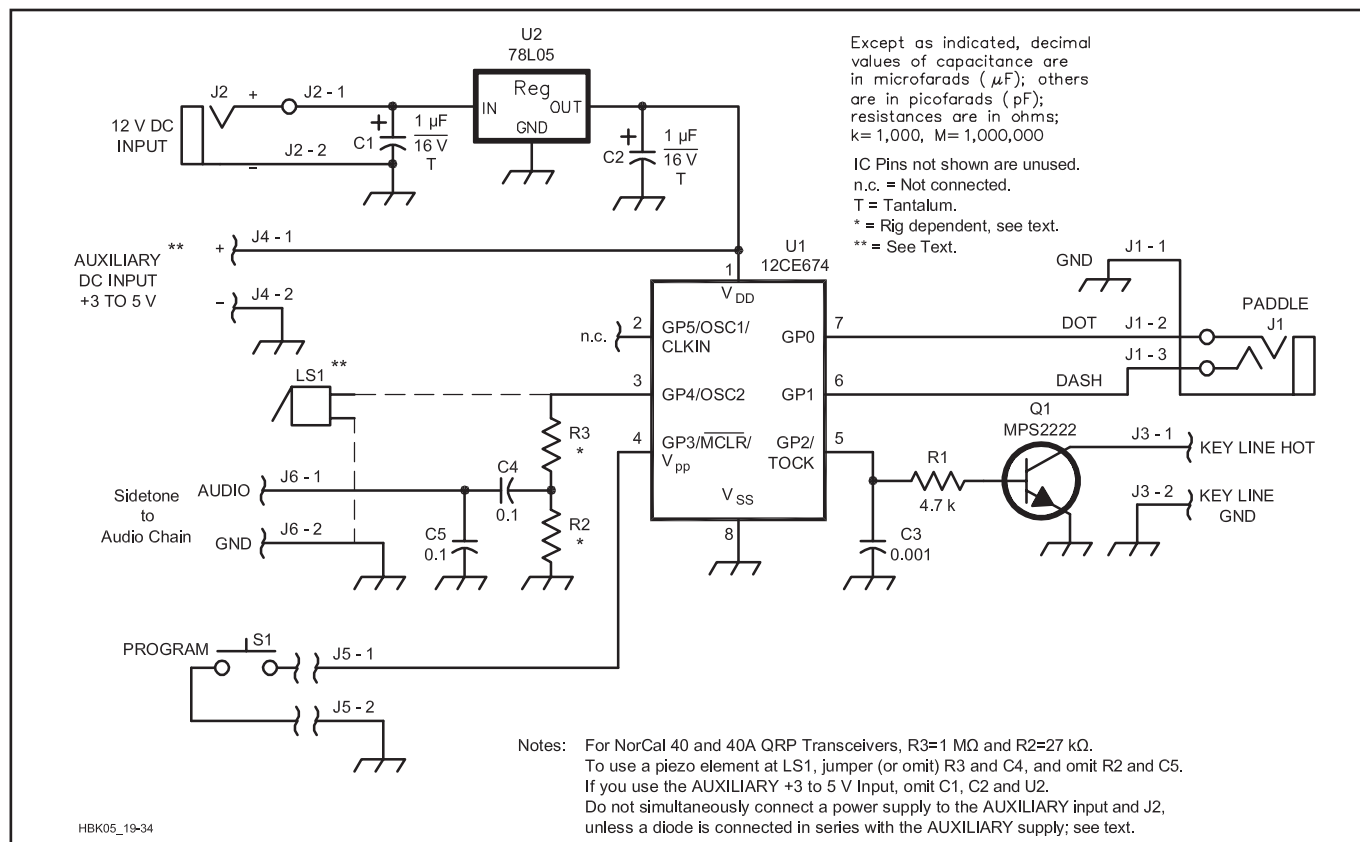 U2
78L05
Reg
IN
OUT
GND
J2
+
J2 - 1
12 V DC
INPUT
J2 - 2
–
+
C1
1 µF
16 V
T
+
C2
1 µF
16 V
T
Except as indicated, decimal
values of capacitance are
in microfarads ( µF); others
are in picofarads ( pF);
resistances are in ohms;
k= 1,000, M= 1,000,000
IC Pins not shown are unused.
n.c. = Not connected.
T = Tantalum.
* = Rig dependent, see text.
** = See Text.
AUXILIARY **
DC INPUT
+3 TO 5 V
+
J4 - 1
–
J4 - 2
U1
12CE674
1
VDD
n.c.
2
GP5/OSC1/
CLKIN
3
GP4/OSC2
4
GP3/MCLR/
Vpp
VSS
8
GP0
7
GP1
6
GP2/
TOCK
5
GND
J1 - 1
PADDLE
J1
DOT
J1 - 2
DASH
J1 - 3
LS1
**
R3
*
C4
0.1
R2
*
C5
0.1
Sidetone
to
Audio Chain
AUDIO
J6 - 1
GND
J6 - 2
R1
4.7 k
C3
0.001
Q1
MPS2222
J3 - 1
KEY LINE HOT
J3 - 2
KEY LINE
GND
PROGRAM
S1
J5 - 1
J5 - 2
Notes: For NorCal 40 and 40A QRP Transceivers, R3=1 MΩ and R2=27 kΩ.
To use a piezo element at LS1, jumper (or omit) R3 and C4, and omit R2 and C5.
If you use the AUXILIARY +3 to 5 V Input, omit C1, C2 and U2.
Do not simultaneously connect a power supply to the AUXILIARY input and J2,
unless a diode is connected in series with the AUXILIARY supply; see text.
HBK05_19-34